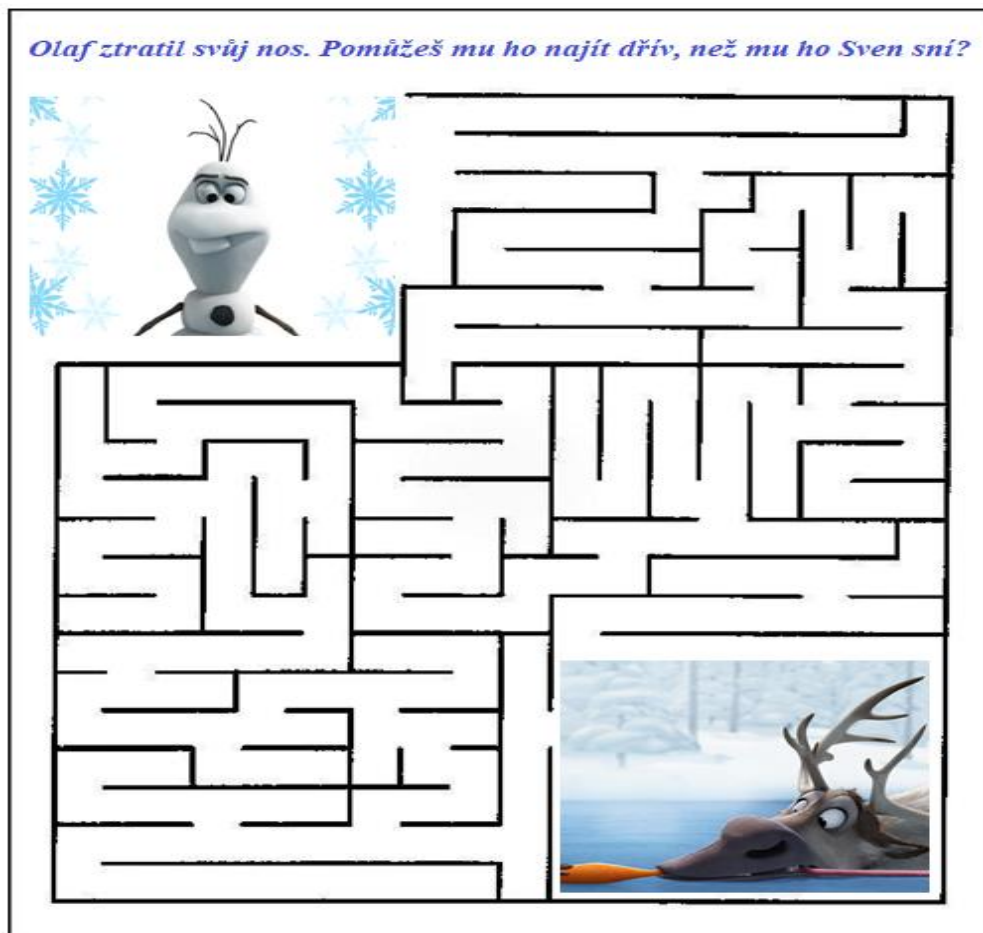 Olaf ztratil svůj nos. Pomůžeš mu ho najít dřív, než mu ho Sven sní?